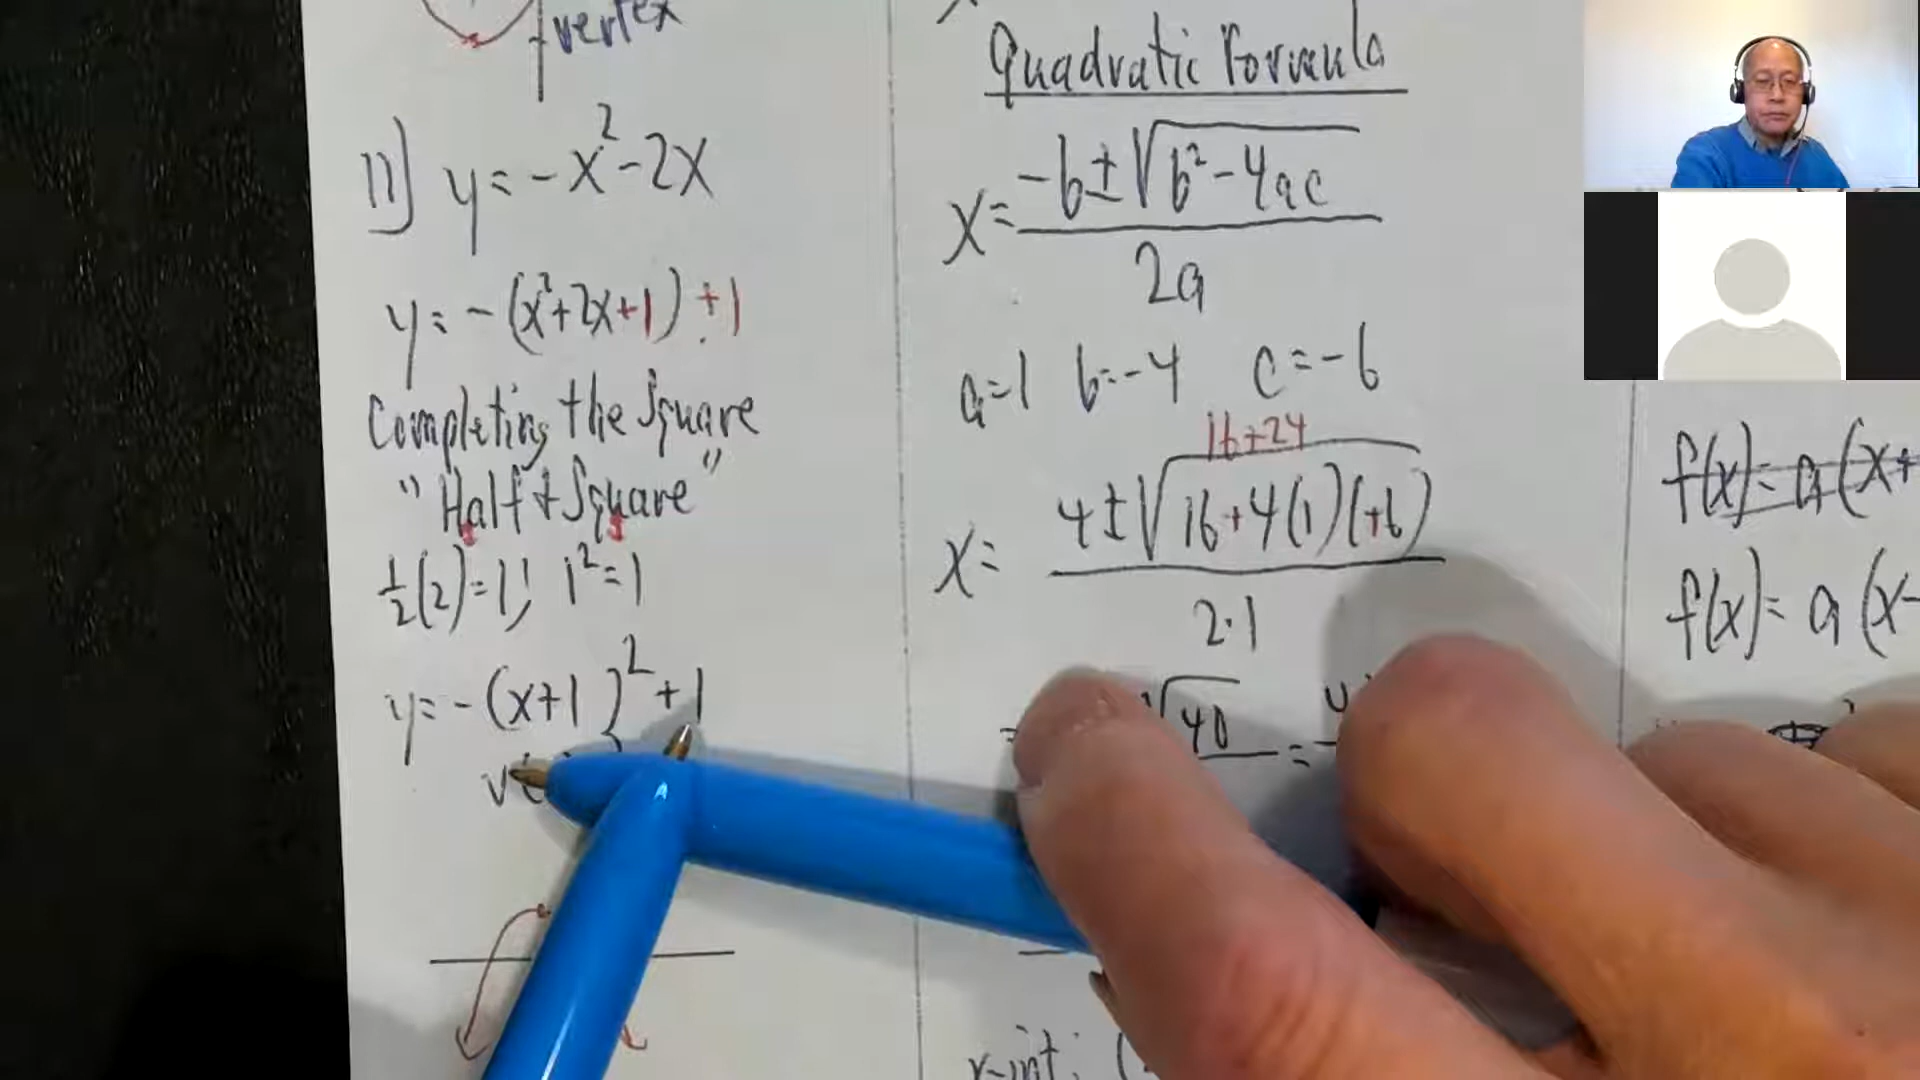 vertex
11) y = -x² - 2x
y = -(x² + 2x + 1) + 1
Completing the Square
"Half & Square"
½(2) = 1; 1² = 1
y = -(x+1)² + 1
Quadratic Formula
x = -b ± √b² - 4ac
2a
a=1 b=-4 c=-6
16+24
x = 4 ± √16+4(1)(+6)
2·1
= √40 =
x-int: (
f(x) = a(x+
f(x) = a(x-